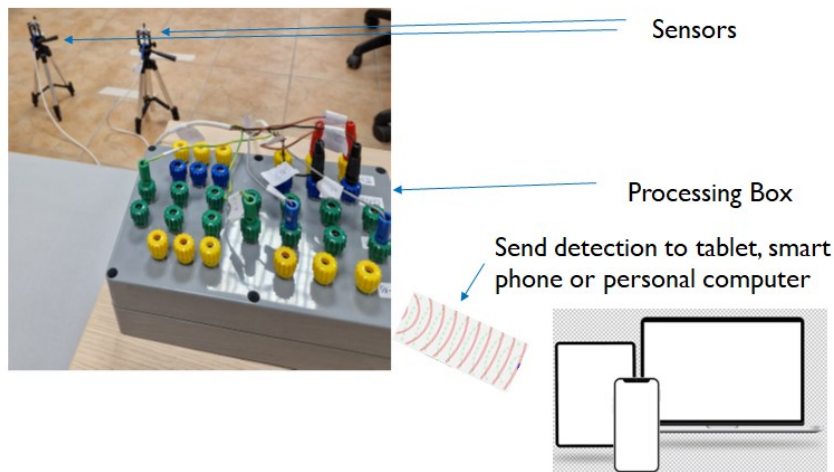 Sensors
Processing Box
Send detection to tablet, smart
phone or personal computer